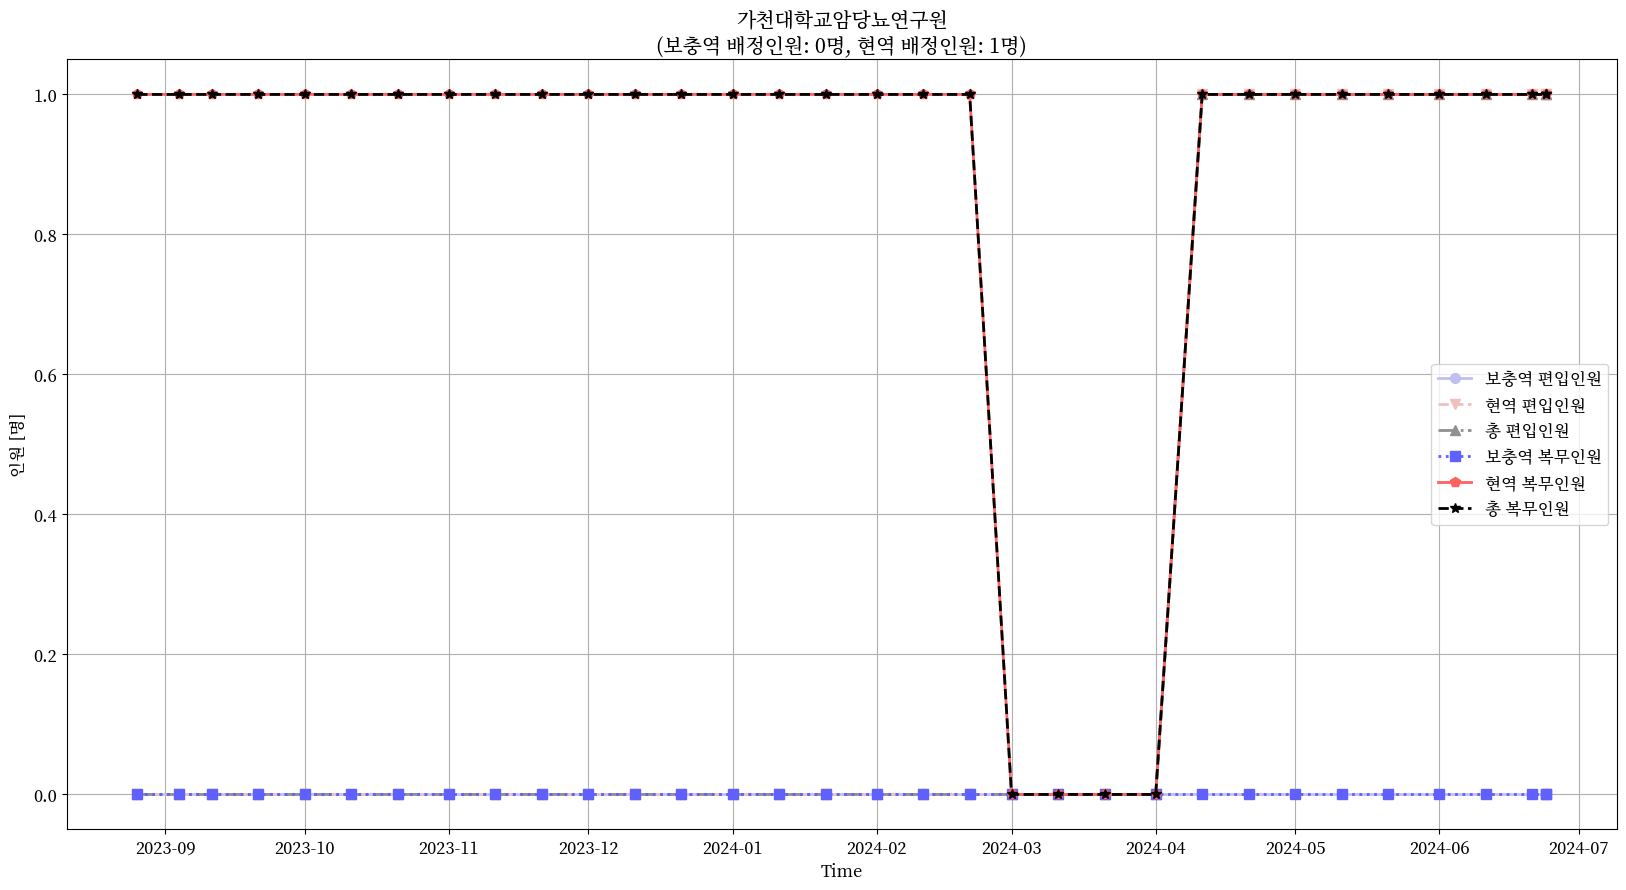 가천대학교암당뇨연구원
(보충역 배정인원: 0명, 현역 배정인원: 1명)
1.0
0.8
0.6
0.4
0.2
0.0
인원 [명]
보충역 편입인원
현역 편입인원
총 편입인원
보충역 복무인원
현역 복무인원
총 복무인원
2023-09
2023-10
2023-11
2023-12
2024-01
2024-02
2024-03
2024-04
2024-05
2024-06
2024-07
Time